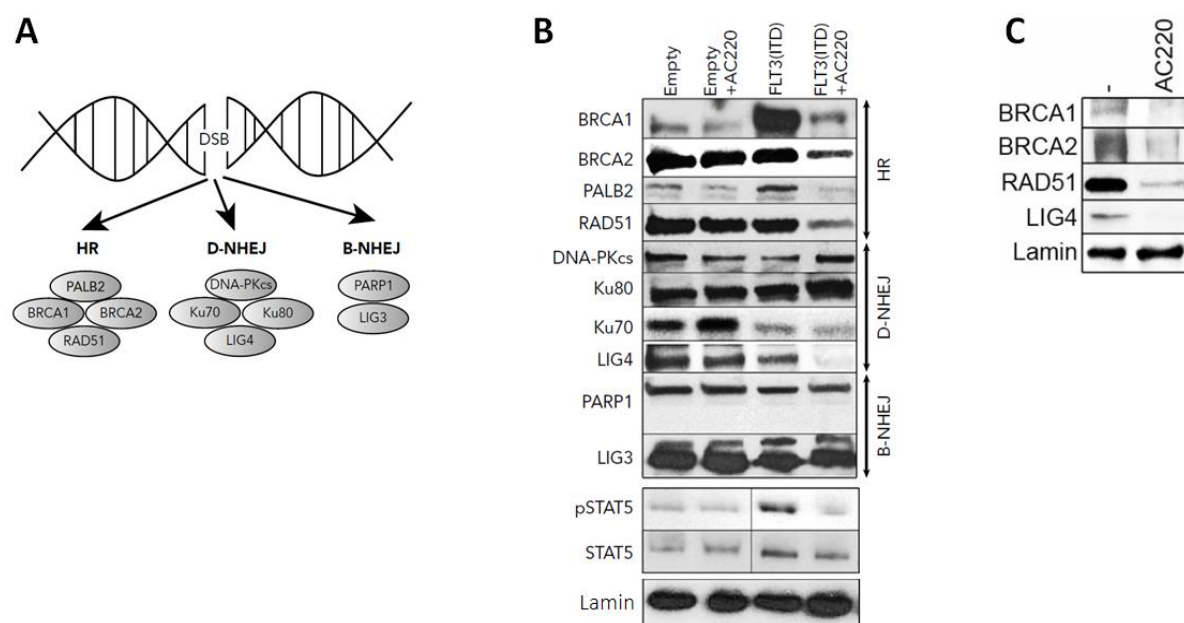 A
DSB
HR
D-NHEJ
B-NHEJ
PALB2
BRCA1
BRCA2
RAD51
DNA-PKcs
Ku70
Ku80
LIG4
PARP1
LIG3
B
Empty
Empty
+AC220
FLT3(ITD)
FLT3(ITD)
+AC220
BRCA1
BRCA2
PALB2
RAD51
DNA-PKcs
Ku80
Ku70
LIG4
PARP1
LIG3
pSTAT5
STAT5
Lamin
HR
D-NHEJ
B-NHEJ
C
-
AC220
BRCA1
BRCA2
RAD51
LIG4
Lamin